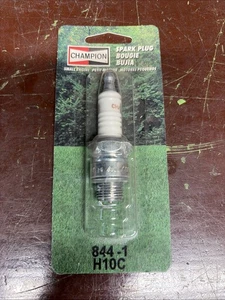 CHAMPION
SPARK PLUG
BOUGIE
BUJIA
844-1
H10C